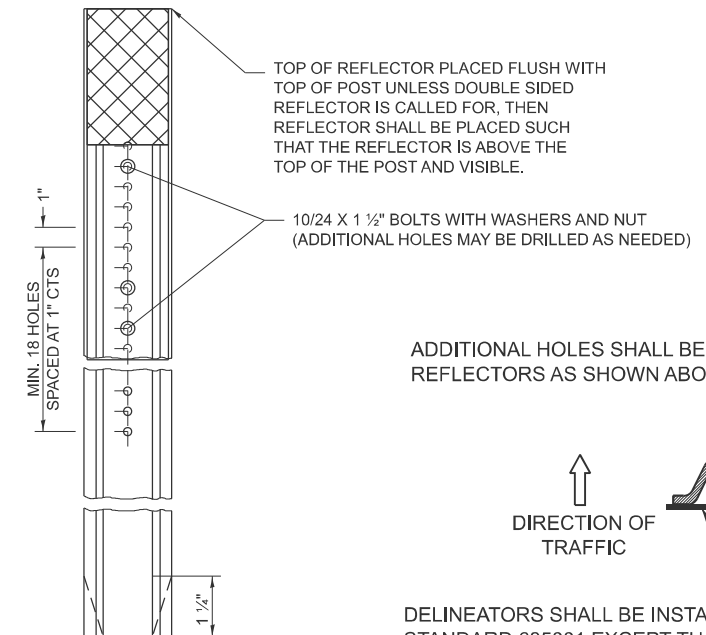 TOP OF REFLECTOR PLACED FLUSH WITH
TOP OF POST UNLESS DOUBLE SIDED
REFLECTOR IS CALLED FOR, THEN
REFLECTOR SHALL BE PLACED SUCH
THAT THE REFLECTOR IS ABOVE THE
TOP OF THE POST AND VISIBLE.
1"
10/24 X 1 ½" BOLTS WITH WASHERS AND NUT
(ADDITIONAL HOLES MAY BE DRILLED AS NEEDED)
MIN. 18 HOLES
SPACED AT 1" CTS
ADDITIONAL HOLES SHALL BE
REFLECTORS AS SHOWN ABO
DIRECTION OF
TRAFFIC
1 ¼"
DELINEATORS SHALL BE INSTA